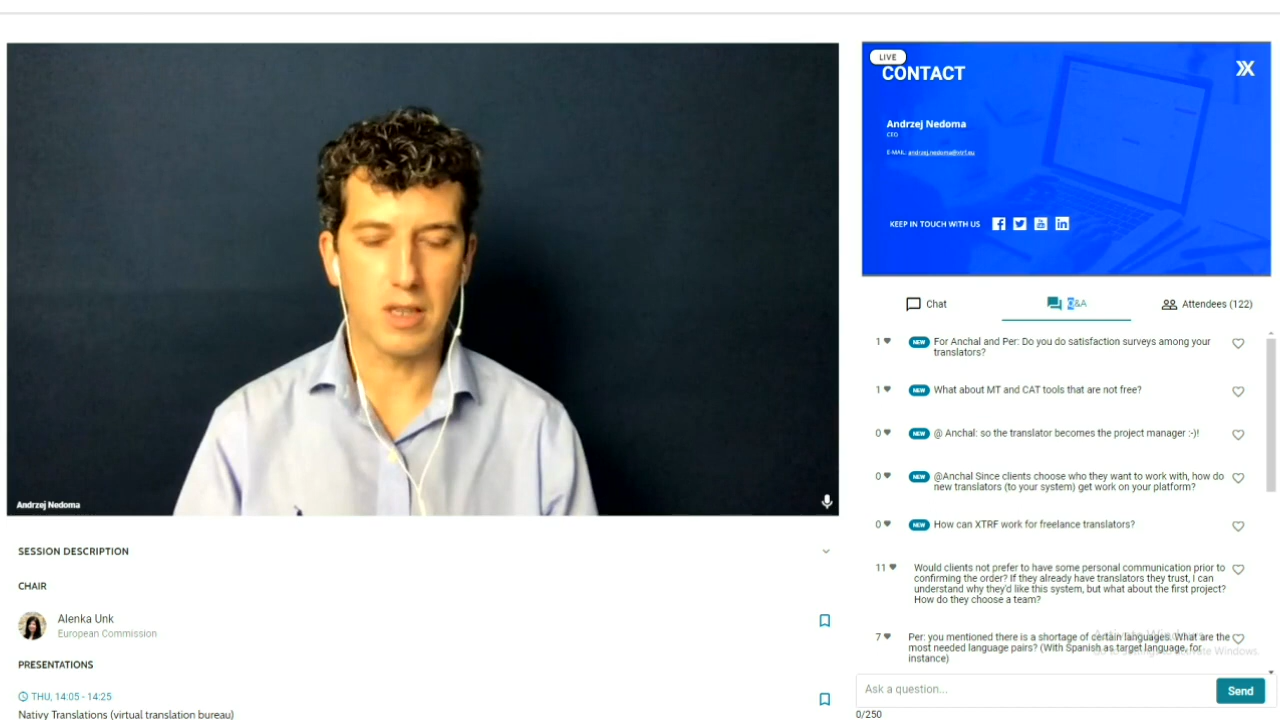 Andrzej Nedoma
SESSION DESCRIPTION
CHAIR
Alenka Unk
European Commission
PRESENTATIONS
THU, 14:05 - 14:25
Nativy Translations (virtual translation bureau)
LIVE
CONTACT
Andrzej Nedoma
CEO
E-MAIL: andrzej.nedoma@xtrf.eu
KEEP IN TOUCH WITH US
Chat
Q&A
Attendees (122)
1
NEW For Anchal and Per: Do you do satisfaction surveys among your
translators?
1
NEW What about MT and CAT tools that are not free?
0
NEW @ Anchal: so the translator becomes the project manager :-)!
0
NEW @Anchal Since clients choose who they want to work with, how do
new translators (to your system) get work on your platform?
0
NEW How can XTRF work for freelance translators?
11
Would clients not prefer to have some personal communication prior to
confirming the order? If they already have translators they trust, I can
understand why they'd like this system, but what about the first project?
How do they choose a team?
7
Per: you mentioned there is a shortage of certain languages. What are the
most needed language pairs? (With Spanish as target language, for
instance)
Activate Windows
Ask a question...
Send
0/250